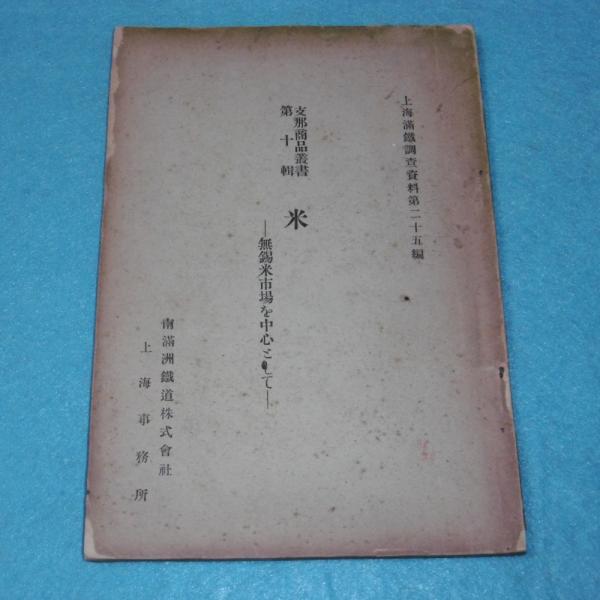 上海滿鐵調査資料第二十五編
支那商品叢書
第十輯
米
―無錫米市場を中心として―
南滿洲鐵道株式會社
上海事務所